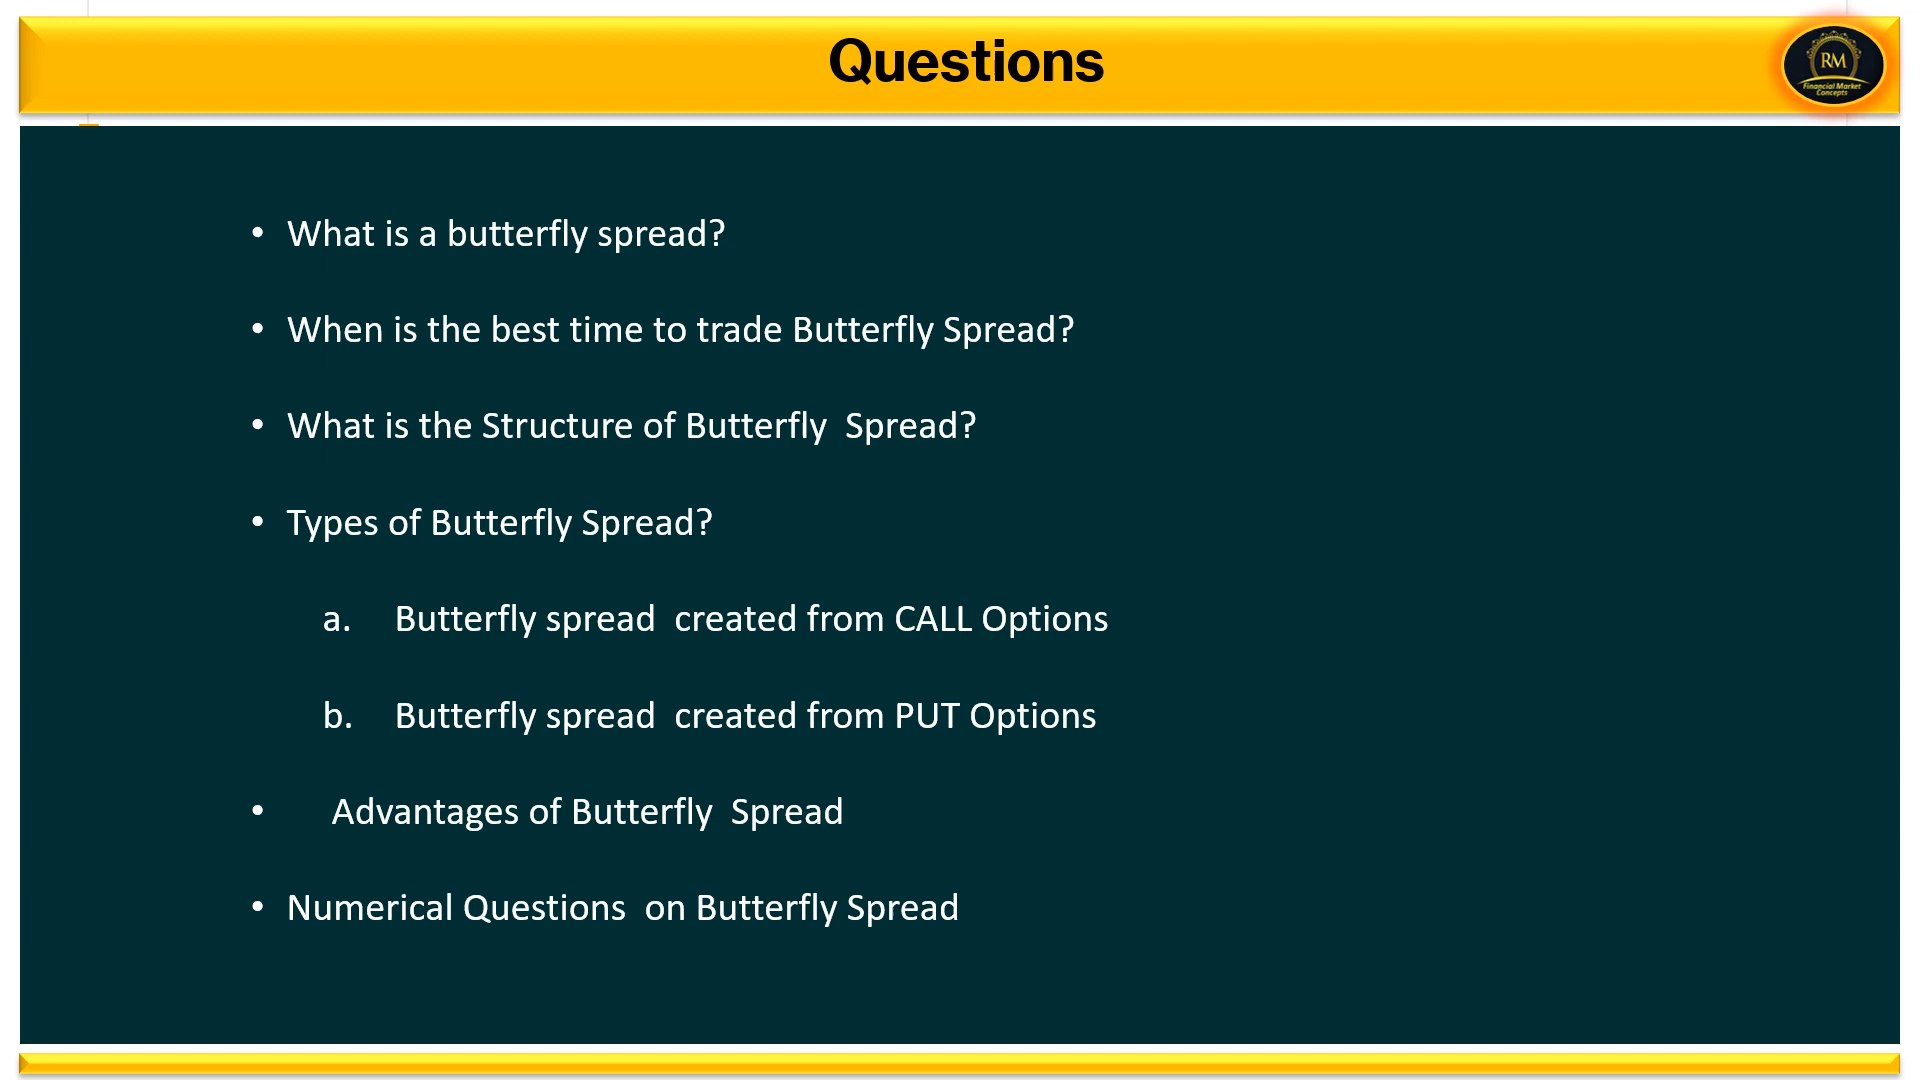 Questions
RM
Financial Market
Concepts
• What is a butterfly spread?
• When is the best time to trade Butterfly Spread?
• What is the Structure of Butterfly  Spread?
• Types of Butterfly Spread?
a. Butterfly spread  created from CALL Options
b. Butterfly spread  created from PUT Options
• Advantages of Butterfly  Spread
• Numerical Questions  on Butterfly Spread